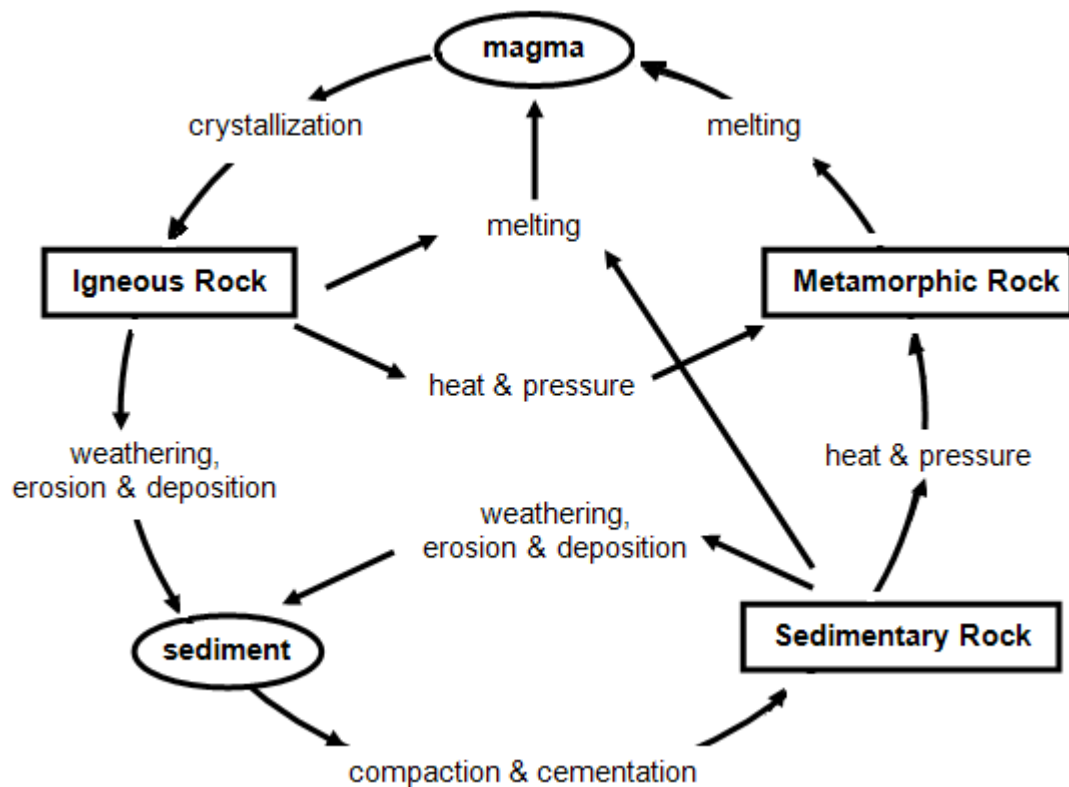 magma
crystallization
melting
melting
Igneous Rock
Metamorphic Rock
heat & pressure
weathering,
erosion & deposition
heat & pressure
weathering,
erosion & deposition
sediment
Sedimentary Rock
compaction & cementation